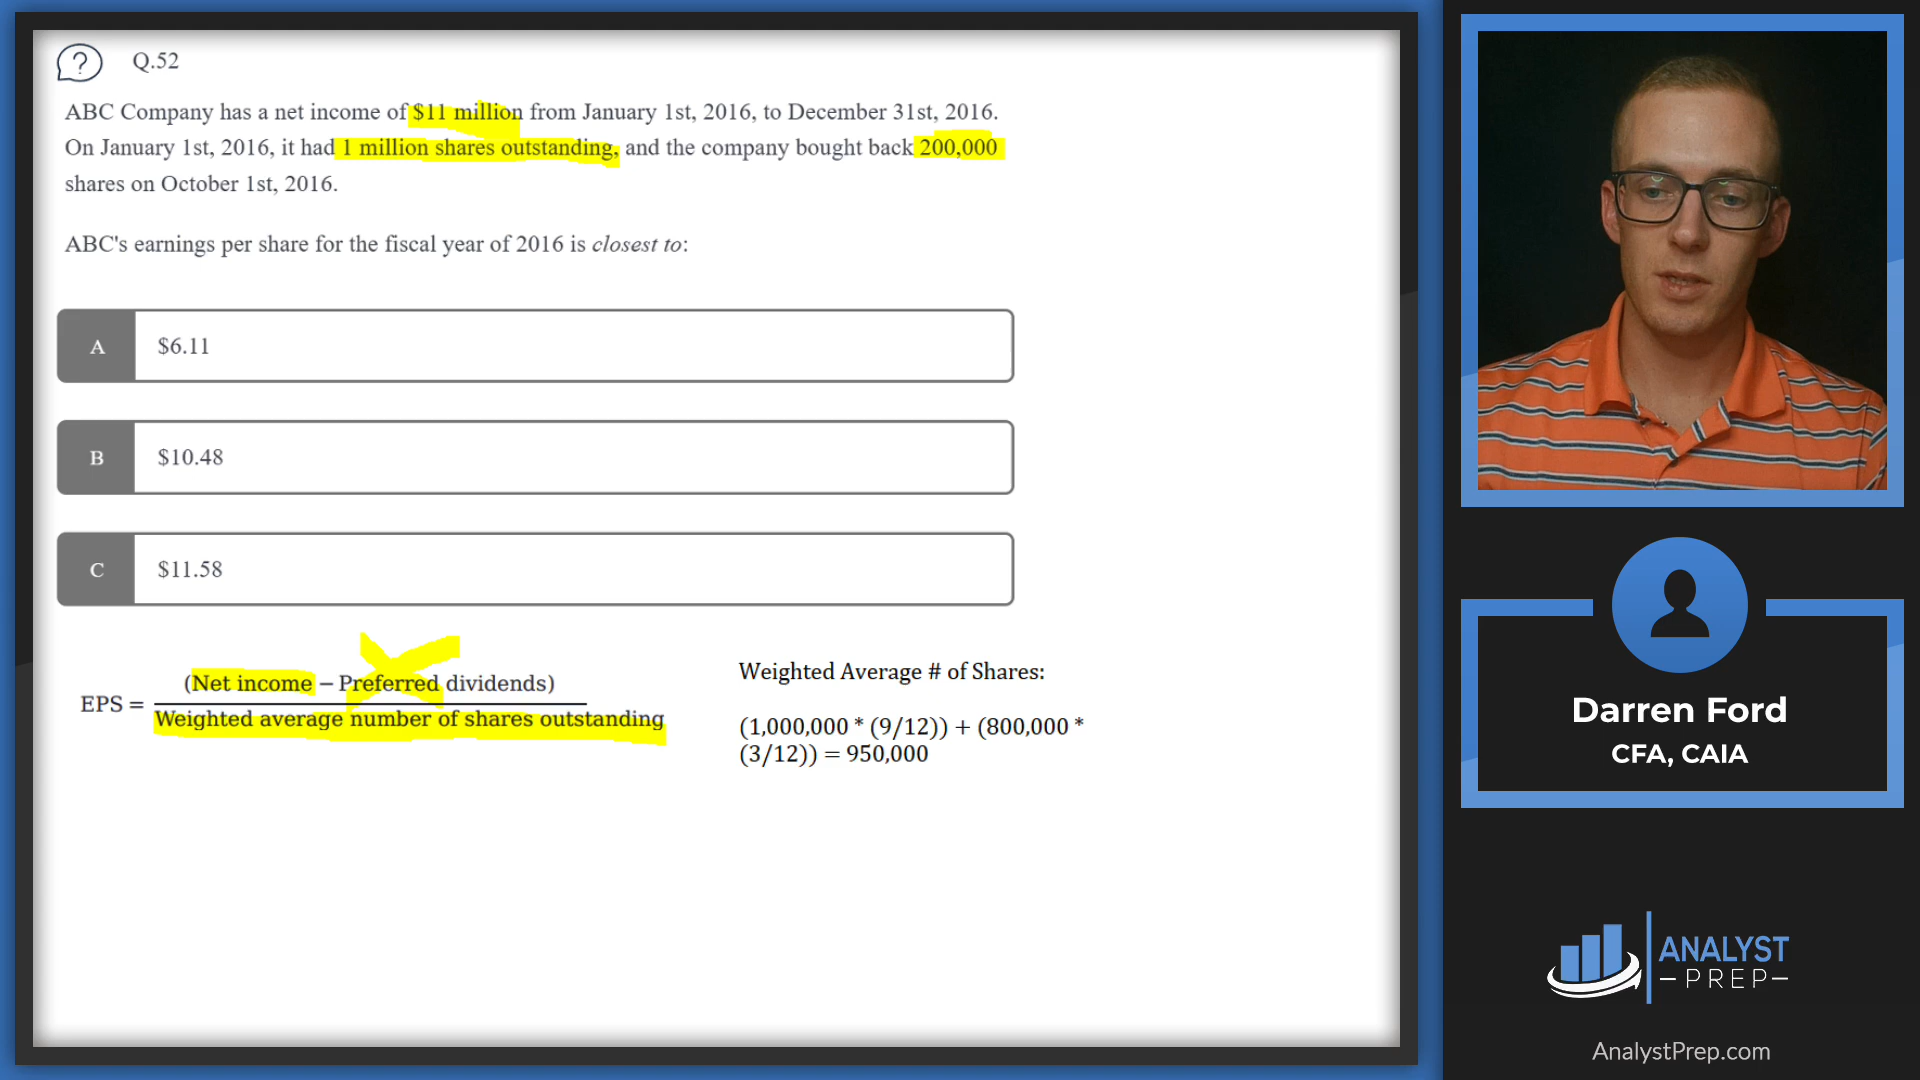 ?
Q.52
ABC Company has a net income of $11 million from January 1st, 2016, to December 31st, 2016.
On January 1st, 2016, it had 1 million shares outstanding, and the company bought back 200,000
shares on October 1st, 2016.
ABC's earnings per share for the fiscal year of 2016 is closest to:
A $6.11
B $10.48
C $11.58
(Net income – Preferred dividends)
EPS =
Weighted average number of shares outstanding
Weighted Average # of Shares:
(1,000,000 * (9/12)) + (800,000 *
(3/12)) = 950,000
Darren Ford
CFA, CAIA
ANALYST
PREP
AnalystPrep.com